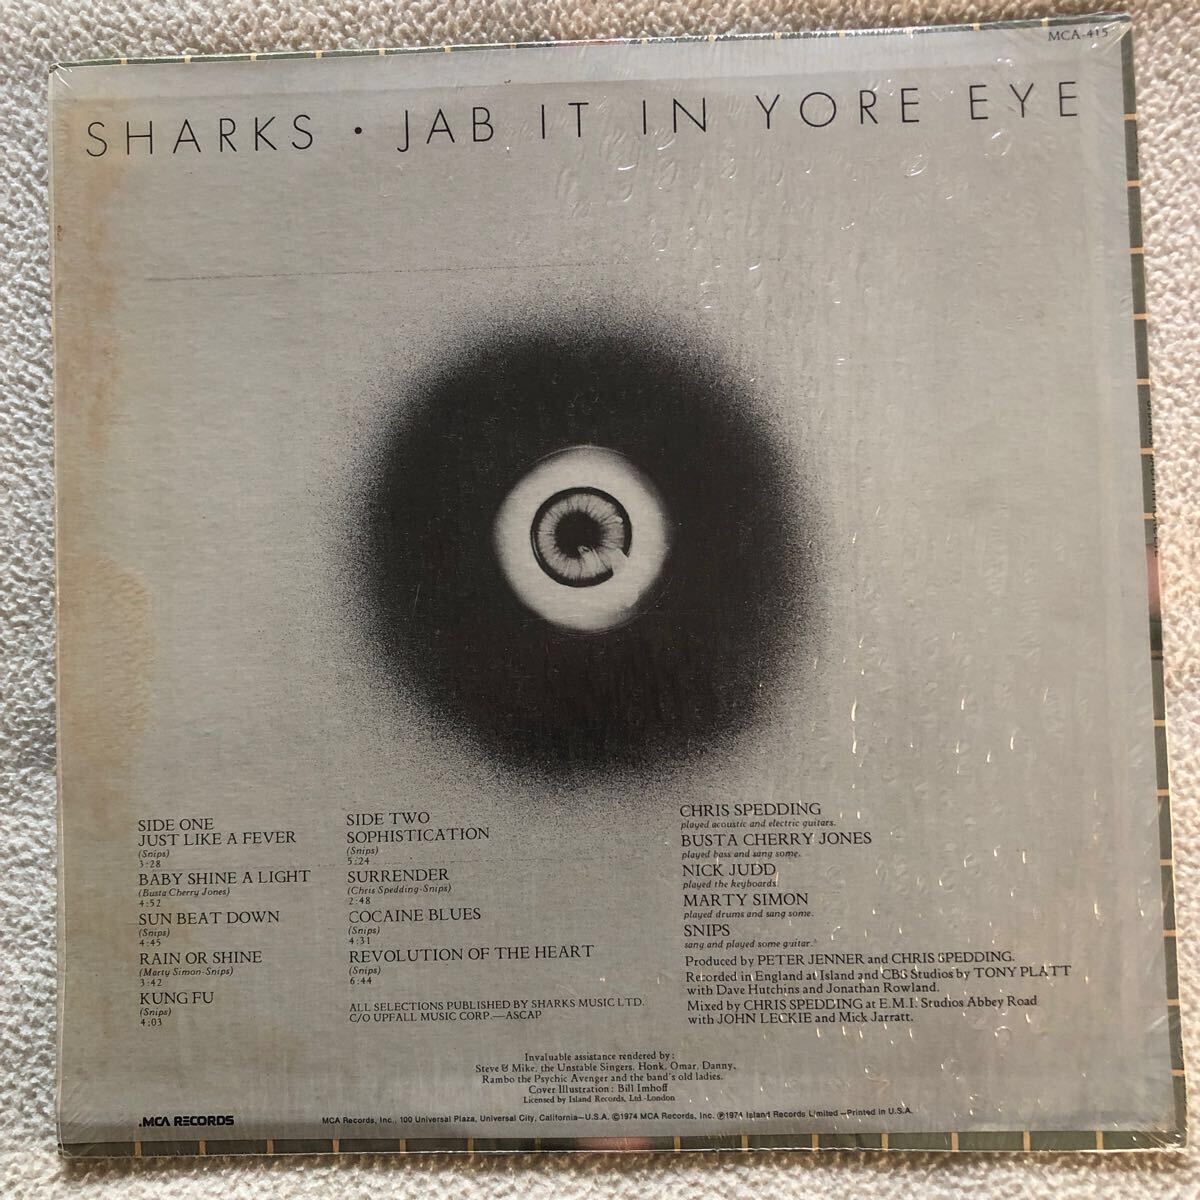 MCA-415
SHARKS • JAB IT IN YORE EYE
SIDE ONE
JUST LIKE A FEVER
(Snips)
3:28
BABY SHINE A LIGHT
(Busta Cherry Jones)
4:52
SUN BEAT DOWN
(Snips)
4:45
RAIN OR SHINE
(Marty Simon-Snips)
3:42
KUNG FU
(Snips)
4:03
SIDE TWO
SOPHISTICATION
(Snips)
5:24
SURRENDER
(Chris Spedding-Snips)
2:48
COCAINE BLUES
(Snips)
4:31
REVOLUTION OF THE HEART
(Snips)
6:44
ALL SELECTIONS PUBLISHED BY SHARKS MUSIC LTD.
C/O UPFALL MUSIC CORP.—ASCAP
CHRIS SPEDDING
played acoustic and electric guitars.
BUSTA CHERRY JONES
played bass and sang some.
NICK JUDD
played the keyboards.
MARTY SIMON
played drums and sang some.
SNIPS
sang and played some guitar.
Produced by PETER JENNER and CHRIS SPEDDING.
Recorded in England at Island and CBS Studios by TONY PLATT
with Dave Hutchins and Jonathan Rowland.
Mixed by CHRIS SPEDDING at E.M.I. Studios Abbey Road
with JOHN LECKIE and Mick Jarratt.
Invaluable assistance rendered by:
Steve & Mike, the Unstable Singers, Honk, Omar, Danny,
Rambo the Psychic Avenger and the band's old ladies.
Cover Illustration: Bill Imhoff
Licensed by Island Records, Ltd.-London
.MCA RECORDS
MCA Records, Inc., 100 Universal Plaza, Universal City, California—U.S.A. ©1974 MCA Records, Inc. ℗1974 Island Records Limited—Printed in U.S.A.